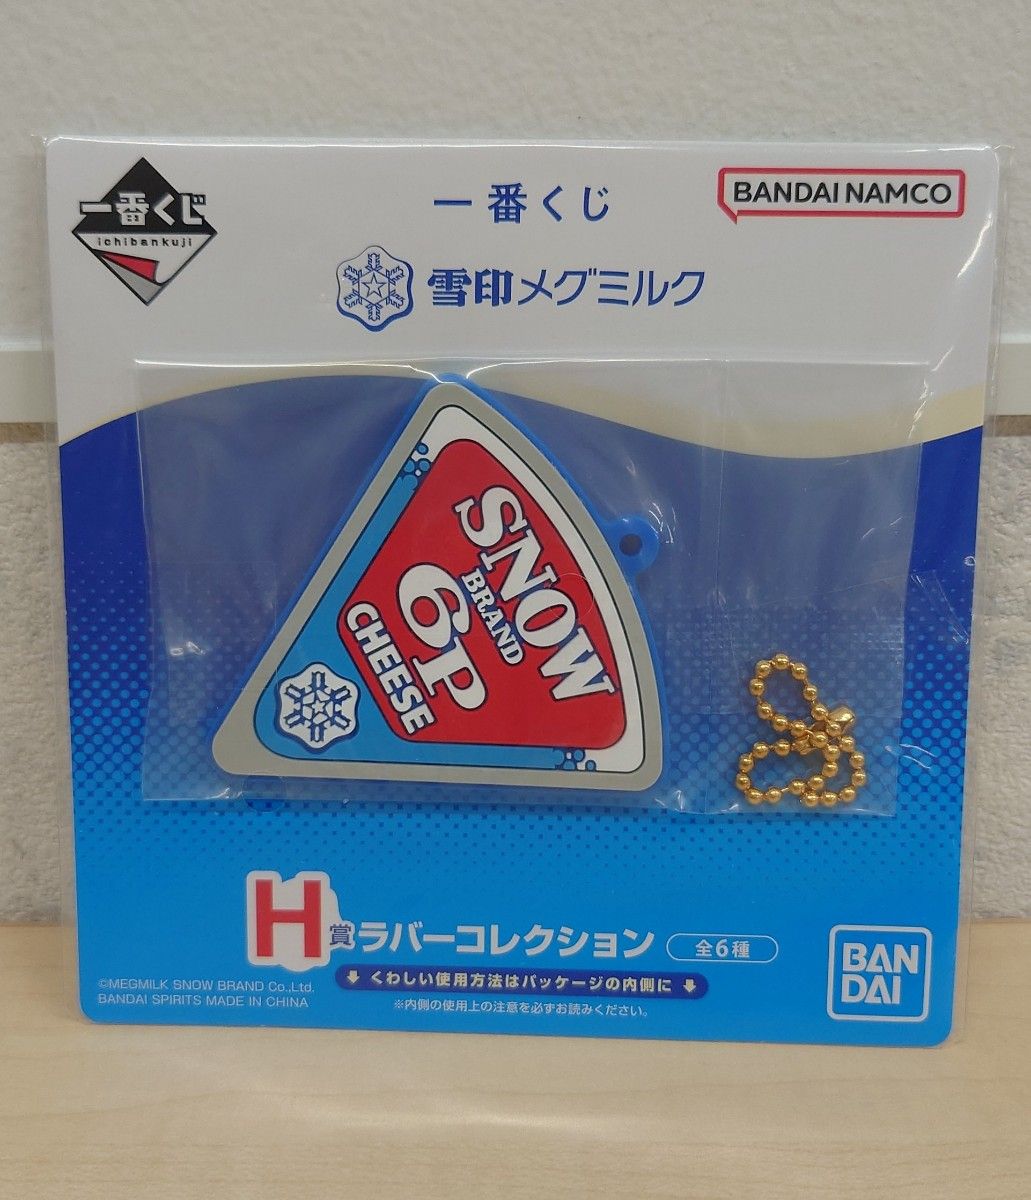 一番くじ
ichibankuji
一番くじ
BANDAI NAMCO
雪印メグミルク
SNOW
BRAND
6P
CHEESE
H賞 ラバーコレクション 全6種
くわしい使用方法はパッケージの内側に
※内側の使用上の注意を必ずお読みください。
©MEGMILK SNOW BRAND Co.,Ltd.
BANDAI SPIRITS MADE IN CHINA
BAN
DAI